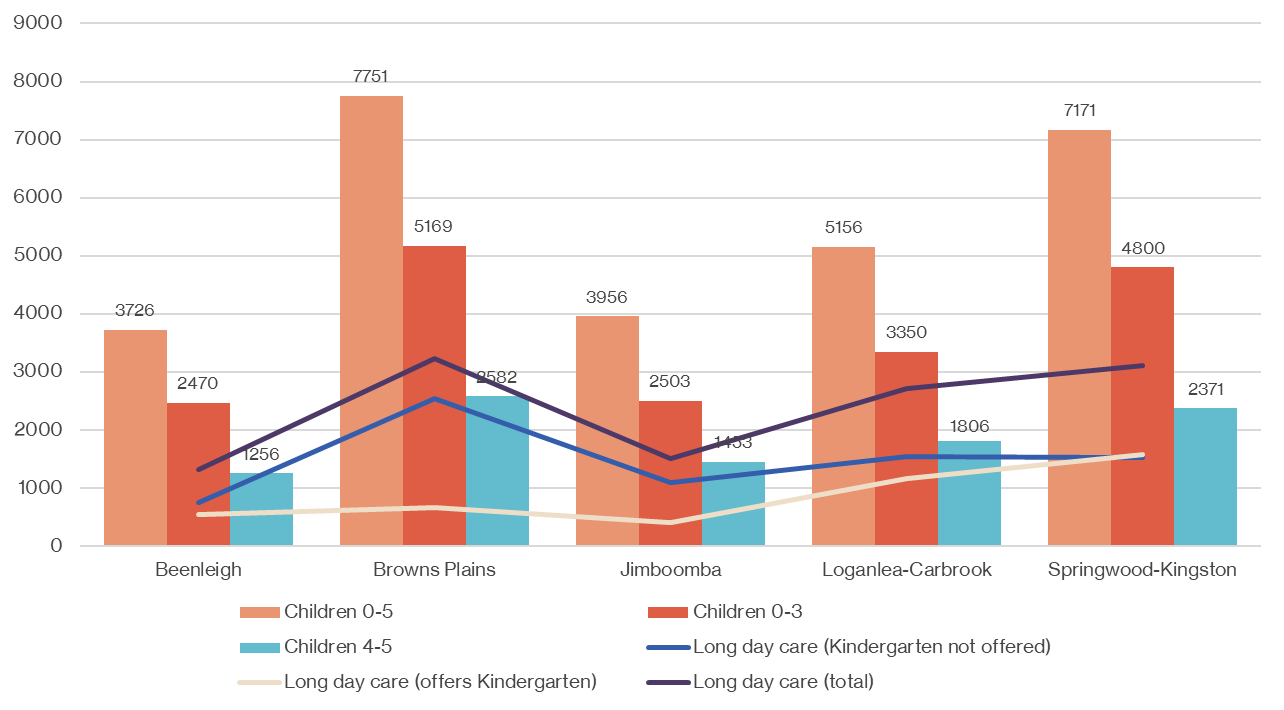 9000
8000
7000
6000
5000
4000
3000
2000
1000
0
3726
2470
1256
7751
5169
2582
3956
2503
1453
5156
3350
1806
7171
4800
2371
Beenleigh
Browns Plains
Jimboomba
Loganlea-Carbrook
Springwood-Kingston
Children 0-5
Children 0-3
Children 4-5
Long day care (Kindergarten not offered)
Long day care (offers Kindergarten)
Long day care (total)